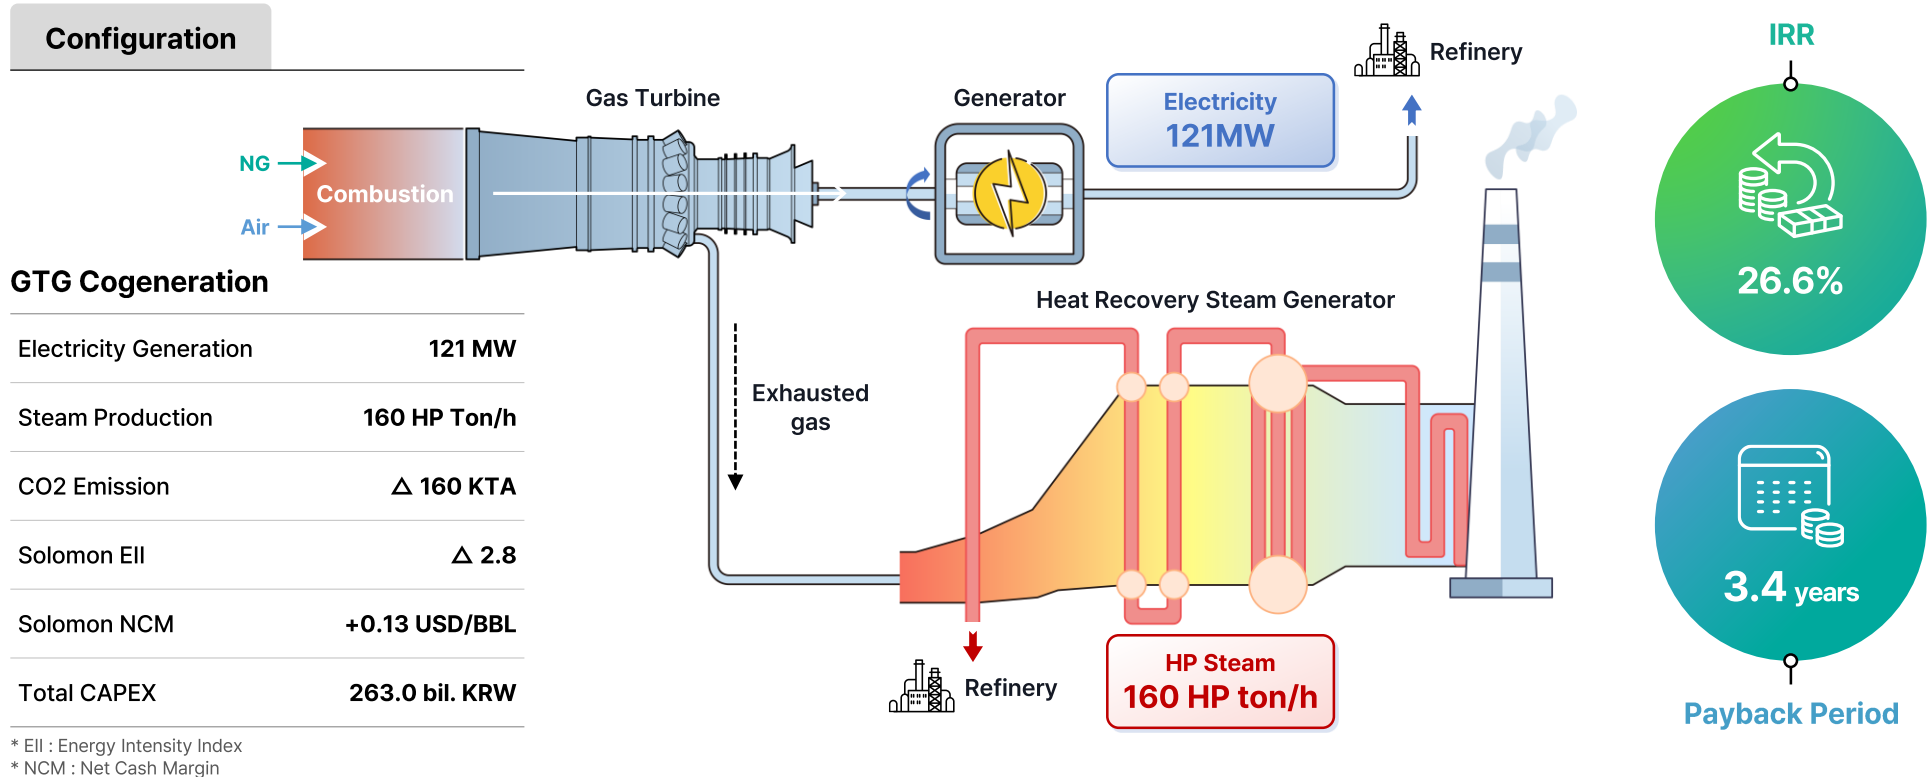 Configuration
Gas Turbine
Generator
Electricity
121MW
Refinery
IRR
26.6%
NG
Combustion
Air
GTG Cogeneration
Electricity Generation 121 MW
Steam Production 160 HP Ton/h
CO2 Emission △ 160 KTA
Solomon EII △ 2.8
Solomon NCM +0.13 USD/BBL
Total CAPEX 263.0 bil. KRW
* EII : Energy Intensity Index
* NCM : Net Cash Margin
Exhausted
gas
Heat Recovery Steam Generator
Refinery
HP Steam
160 HP ton/h
3.4 years
Payback Period